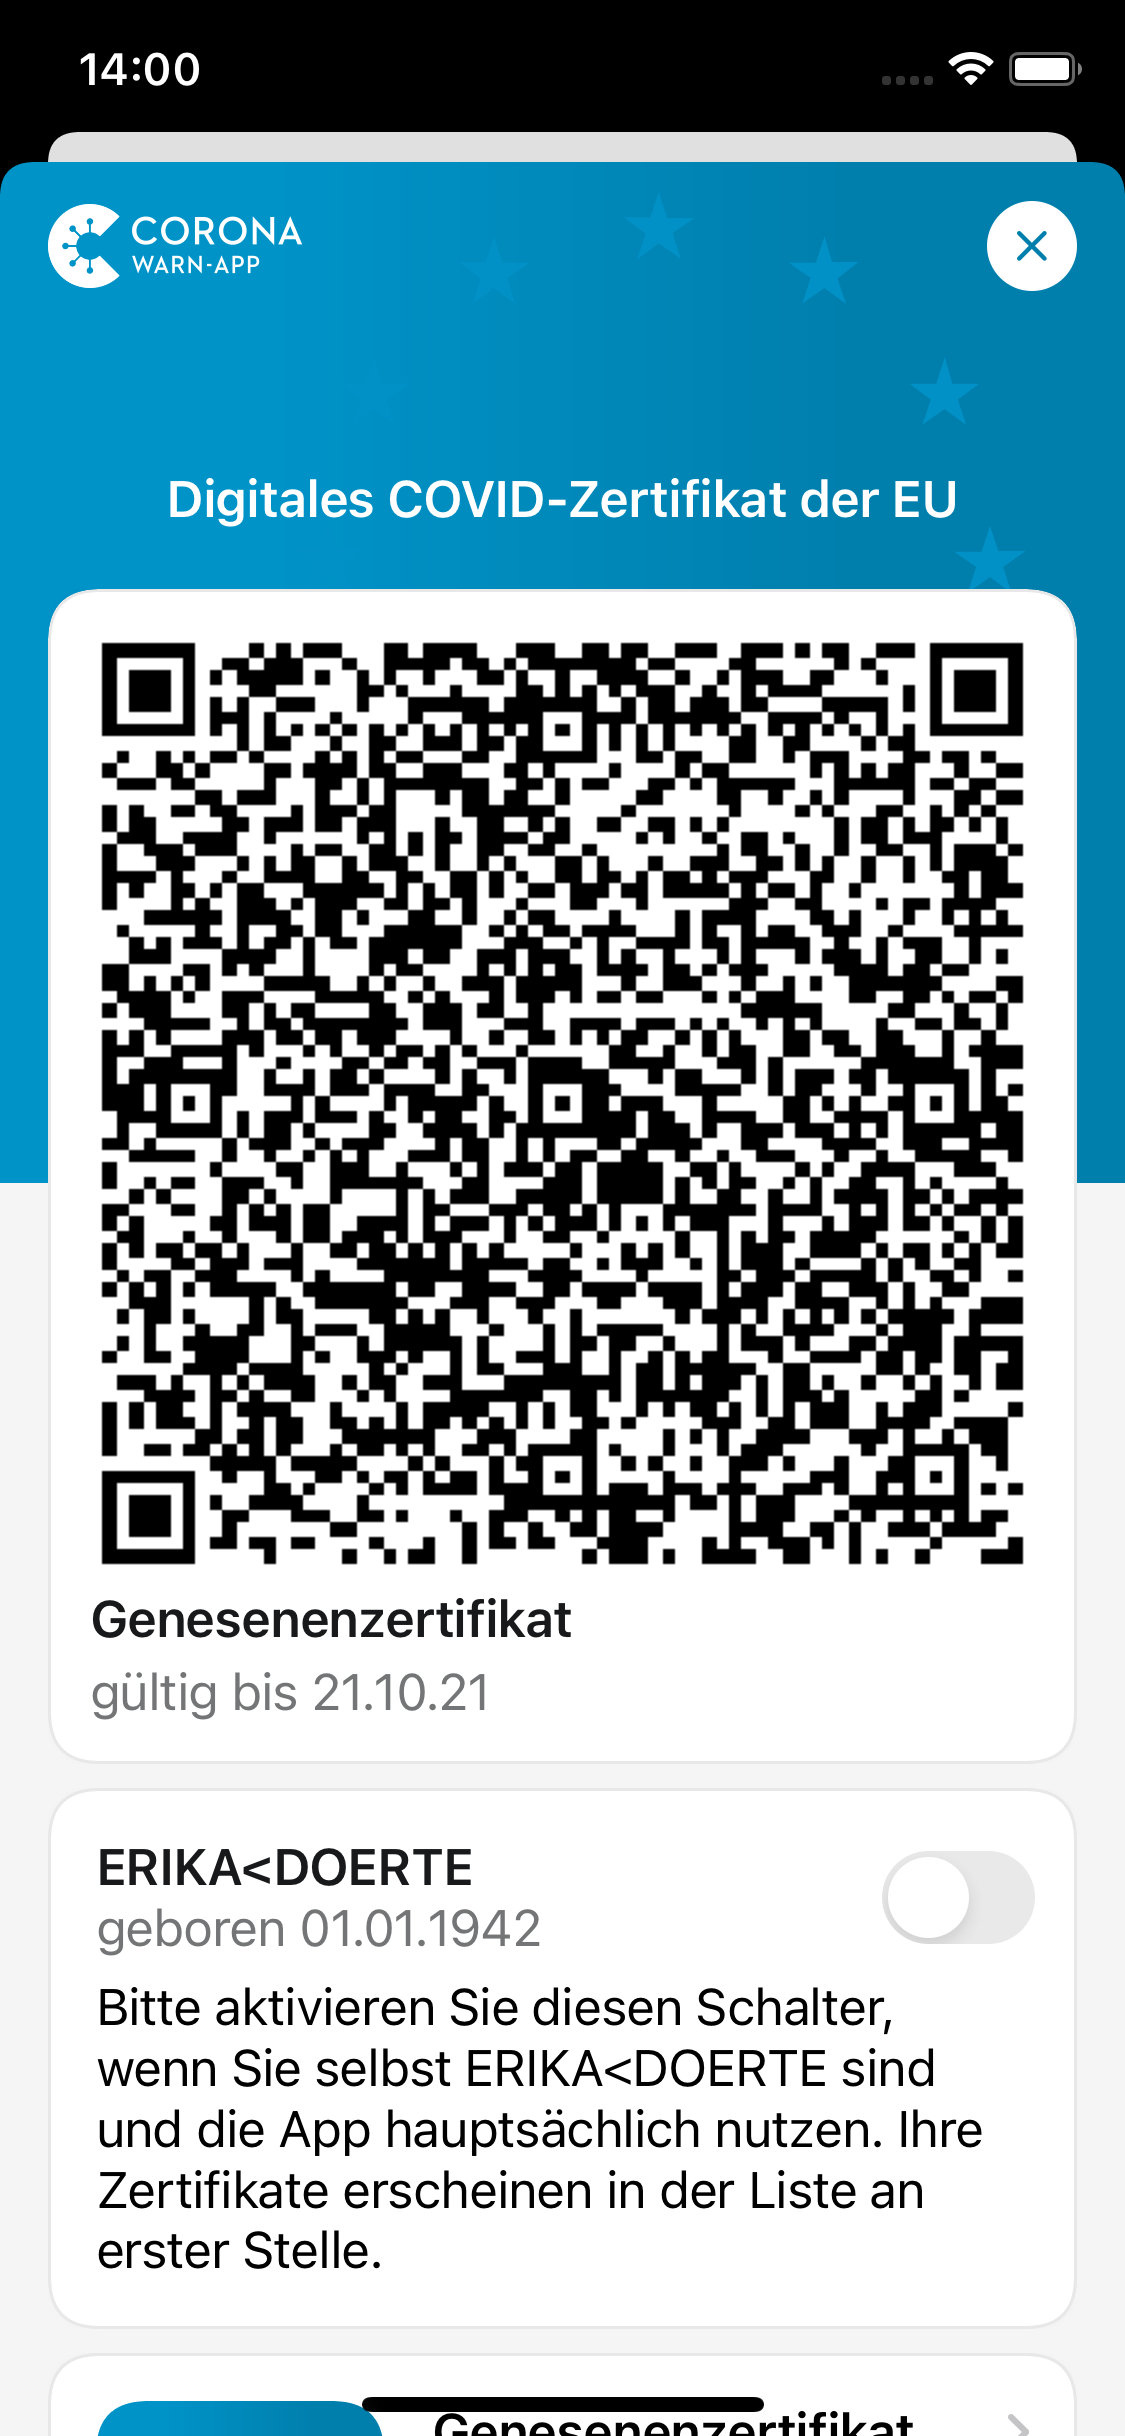 14:00
CORONA
WARN-APP
Digitales COVID-Zertifikat der EU
Genesenenzertifikat
gültig bis 21.10.21
ERIKA<DOERTE
geboren 01.01.1942
Bitte aktivieren Sie diesen Schalter,
wenn Sie selbst ERIKA<DOERTE sind
und die App hauptsächlich nutzen. Ihre
Zertifikate erscheinen in der Liste an
erster Stelle.
Genesenenzertifikat